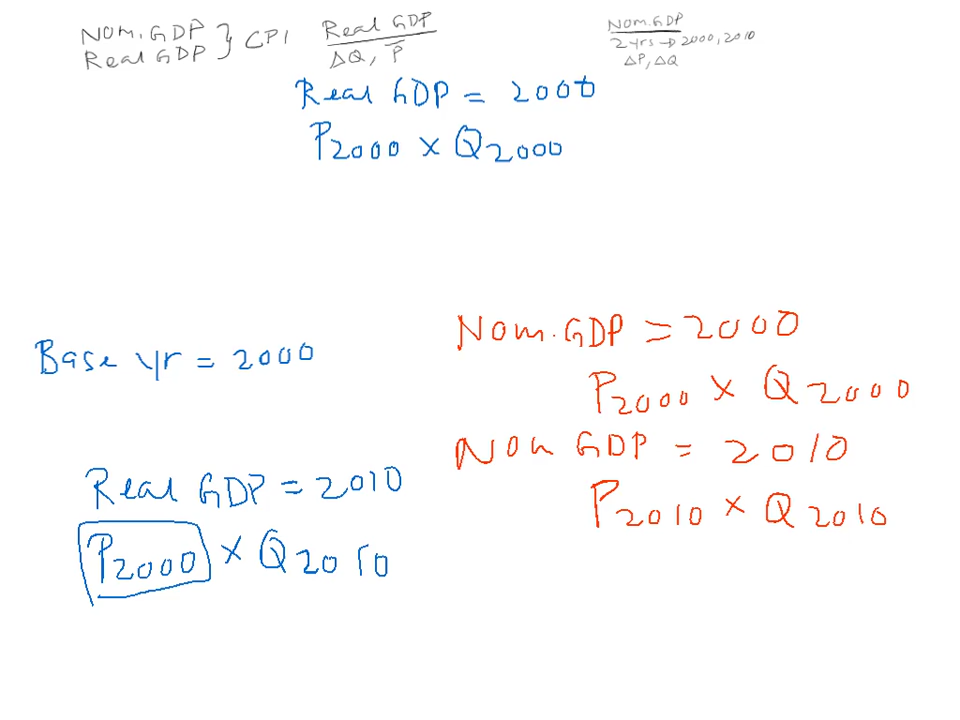 Nom. GDP
Real GDP } CPI
Real GDP
ΔQ, P̅
Nom. GDP
2 yrs → 2000, 2010
ΔP, ΔQ
Real GDP = 2000
P2000 x Q2000
Base yr = 2000
Nom. GDP = 2000
P2000 x Q2000
Nom GDP = 2010
P2010 x Q2010
Real GDP = 2010
P2000 x Q2010